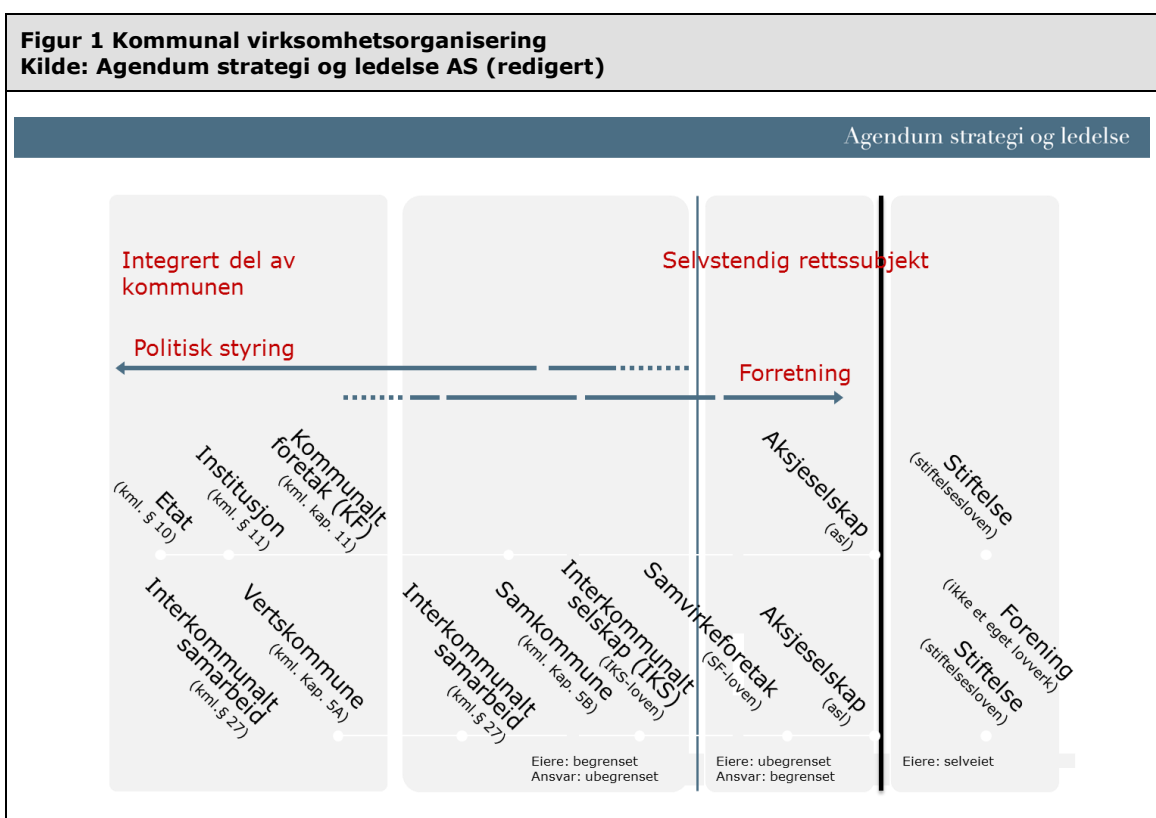 Figur 1 Kommunal virksomhetsorganisering
Kilde: Agendum strategi og ledelse AS (redigert)
Agendum strategi og ledelse
Integrert del av
kommunen
Selvstendig rettssubjekt
Politisk styring
Forretning
Etat
(kml. § 10)
Institusjon
(kml. § 11)
Kommunalt
foretak (KF)
(kml. kap. 11)
Aksjeselskap
(asl)
Stiftelse
(stiftelsesloven)
Interkommunalt
samarbeid
(kml.§ 27)
Vertskommune
(kml. Kap. 5A)
Interkommunalt
samarbeid
(kml.§ 27)
Samkommune
(kml. Kap. 5B)
Interkommunalt
selskap (IKS)
(IKS-loven)
Samvirkeforetak
(SF-loven)
Aksjeselskap
(asl)
Forening
(ikke et eget lovverk)
Stiftelse
(stiftelsesloven)
Eiere: begrenset
Ansvar: ubegrenset
Eiere: ubegrenset
Ansvar: begrenset
Eiere: selveiet